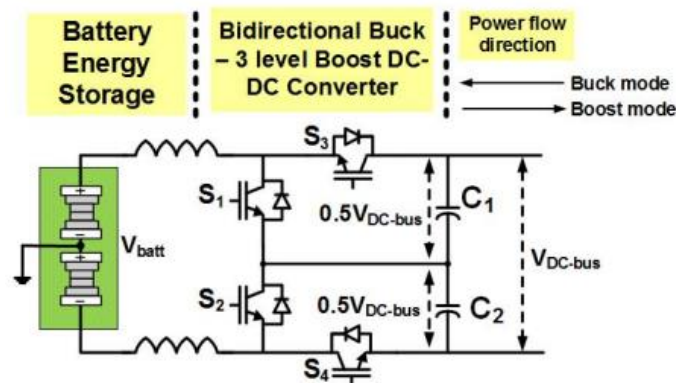 Battery
Energy
Storage
Bidirectional Buck
– 3 level Boost DC-
DC Converter
Power flow
direction
Buck mode
Boost mode
S3
S1
0.5VDC-bus
C1
Vbatt
VDC-bus
S2
0.5VDC-bus
C2
S4
+
-
+
-